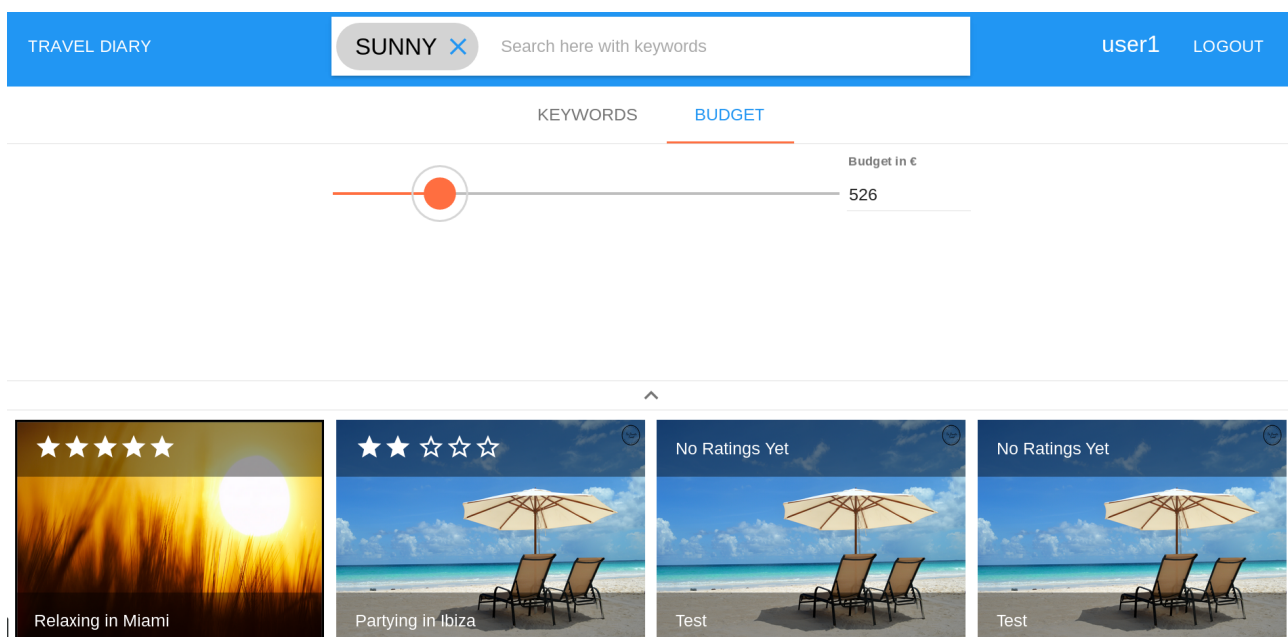 TRAVEL DIARY
SUNNY
Search here with keywords
user1
LOGOUT
KEYWORDS
BUDGET
Budget in €
526
No Ratings Yet
No Ratings Yet
Relaxing in Miami
Partying in Ibiza
Test
Test